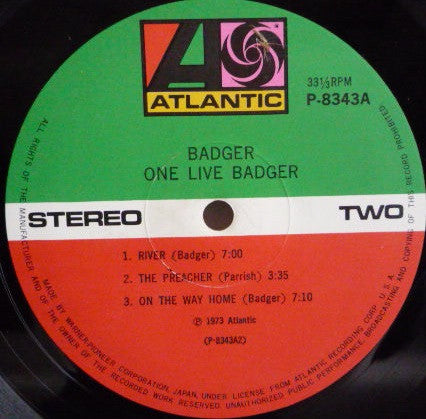 ATLANTIC
33⅓RPM
P-8343A
BADGER
ONE LIVE BADGER
STEREO
TWO
1. RIVER (Badger) 7:00
2. THE PREACHER (Parrish) 3:35
3. ON THE WAY HOME (Badger) 7:10
℗ 1973 Atlantic
(P-8343AZ)
ALL RIGHTS OF THE MANUFACTURER AND OF THE OWNER OF THE RECORDED WORK RESERVED. UNAUTHORIZED PUBLIC PERFORMANCE, BROADCASTING AND COPYING OF THIS RECORD PROHIBITED
MADE BY WARNER-PIONEER CORPORATION, JAPAN, UNDER LICENSE FROM ATLANTIC RECORDING CORP. U.S.A.